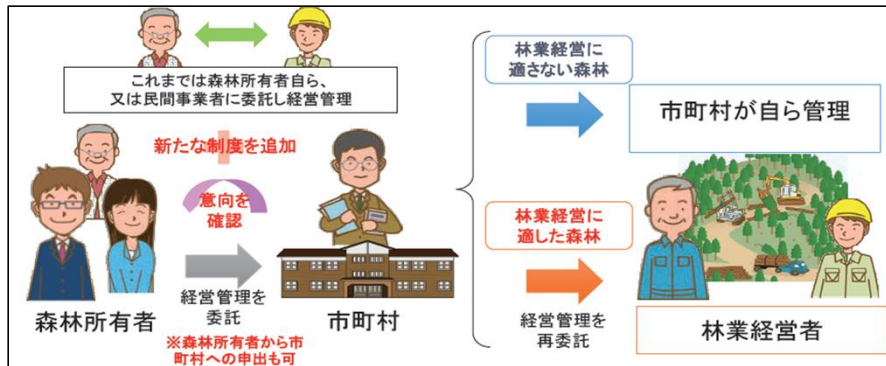 これまでは森林所有者自ら、
又は民間事業者に委託し経営管理
新たな制度を追加
意向を
確認
経営管理を
委託
森林所有者
市町村
※森林所有者から市
町村への申出も可
林業経営に
適さない森林
市町村が自ら管理
林業経営に
適した森林
経営管理を
再委託
林業経営者